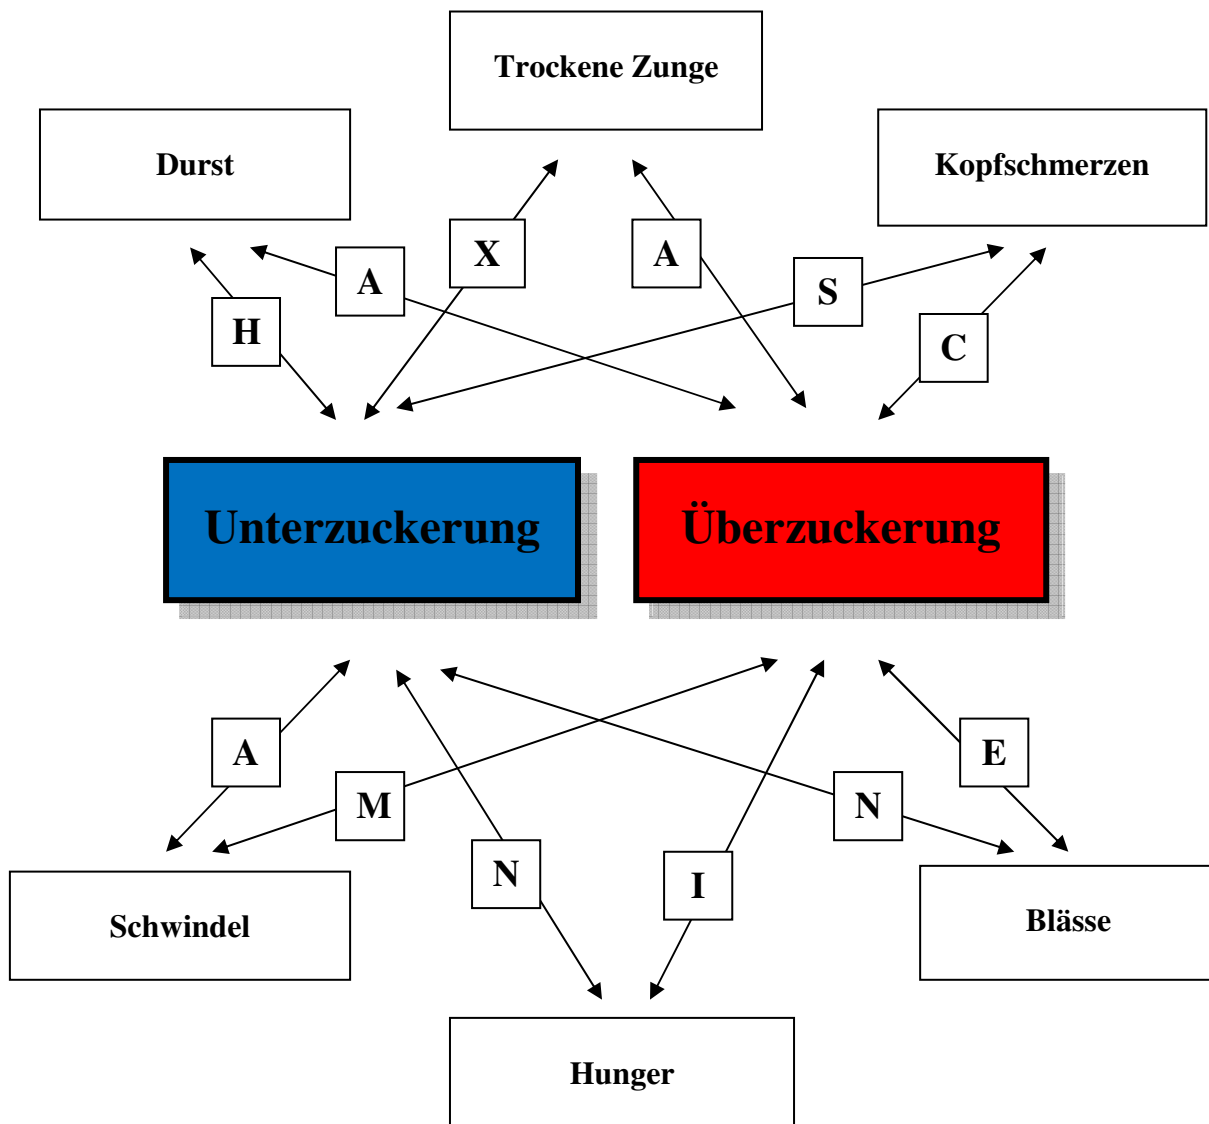 Trockene Zunge
Durst
Kopfschmerzen
X
A
A
S
H
C
Unterzuckerung
Überzuckerung
A
E
M
N
N
I
Schwindel
Blässe
Hunger